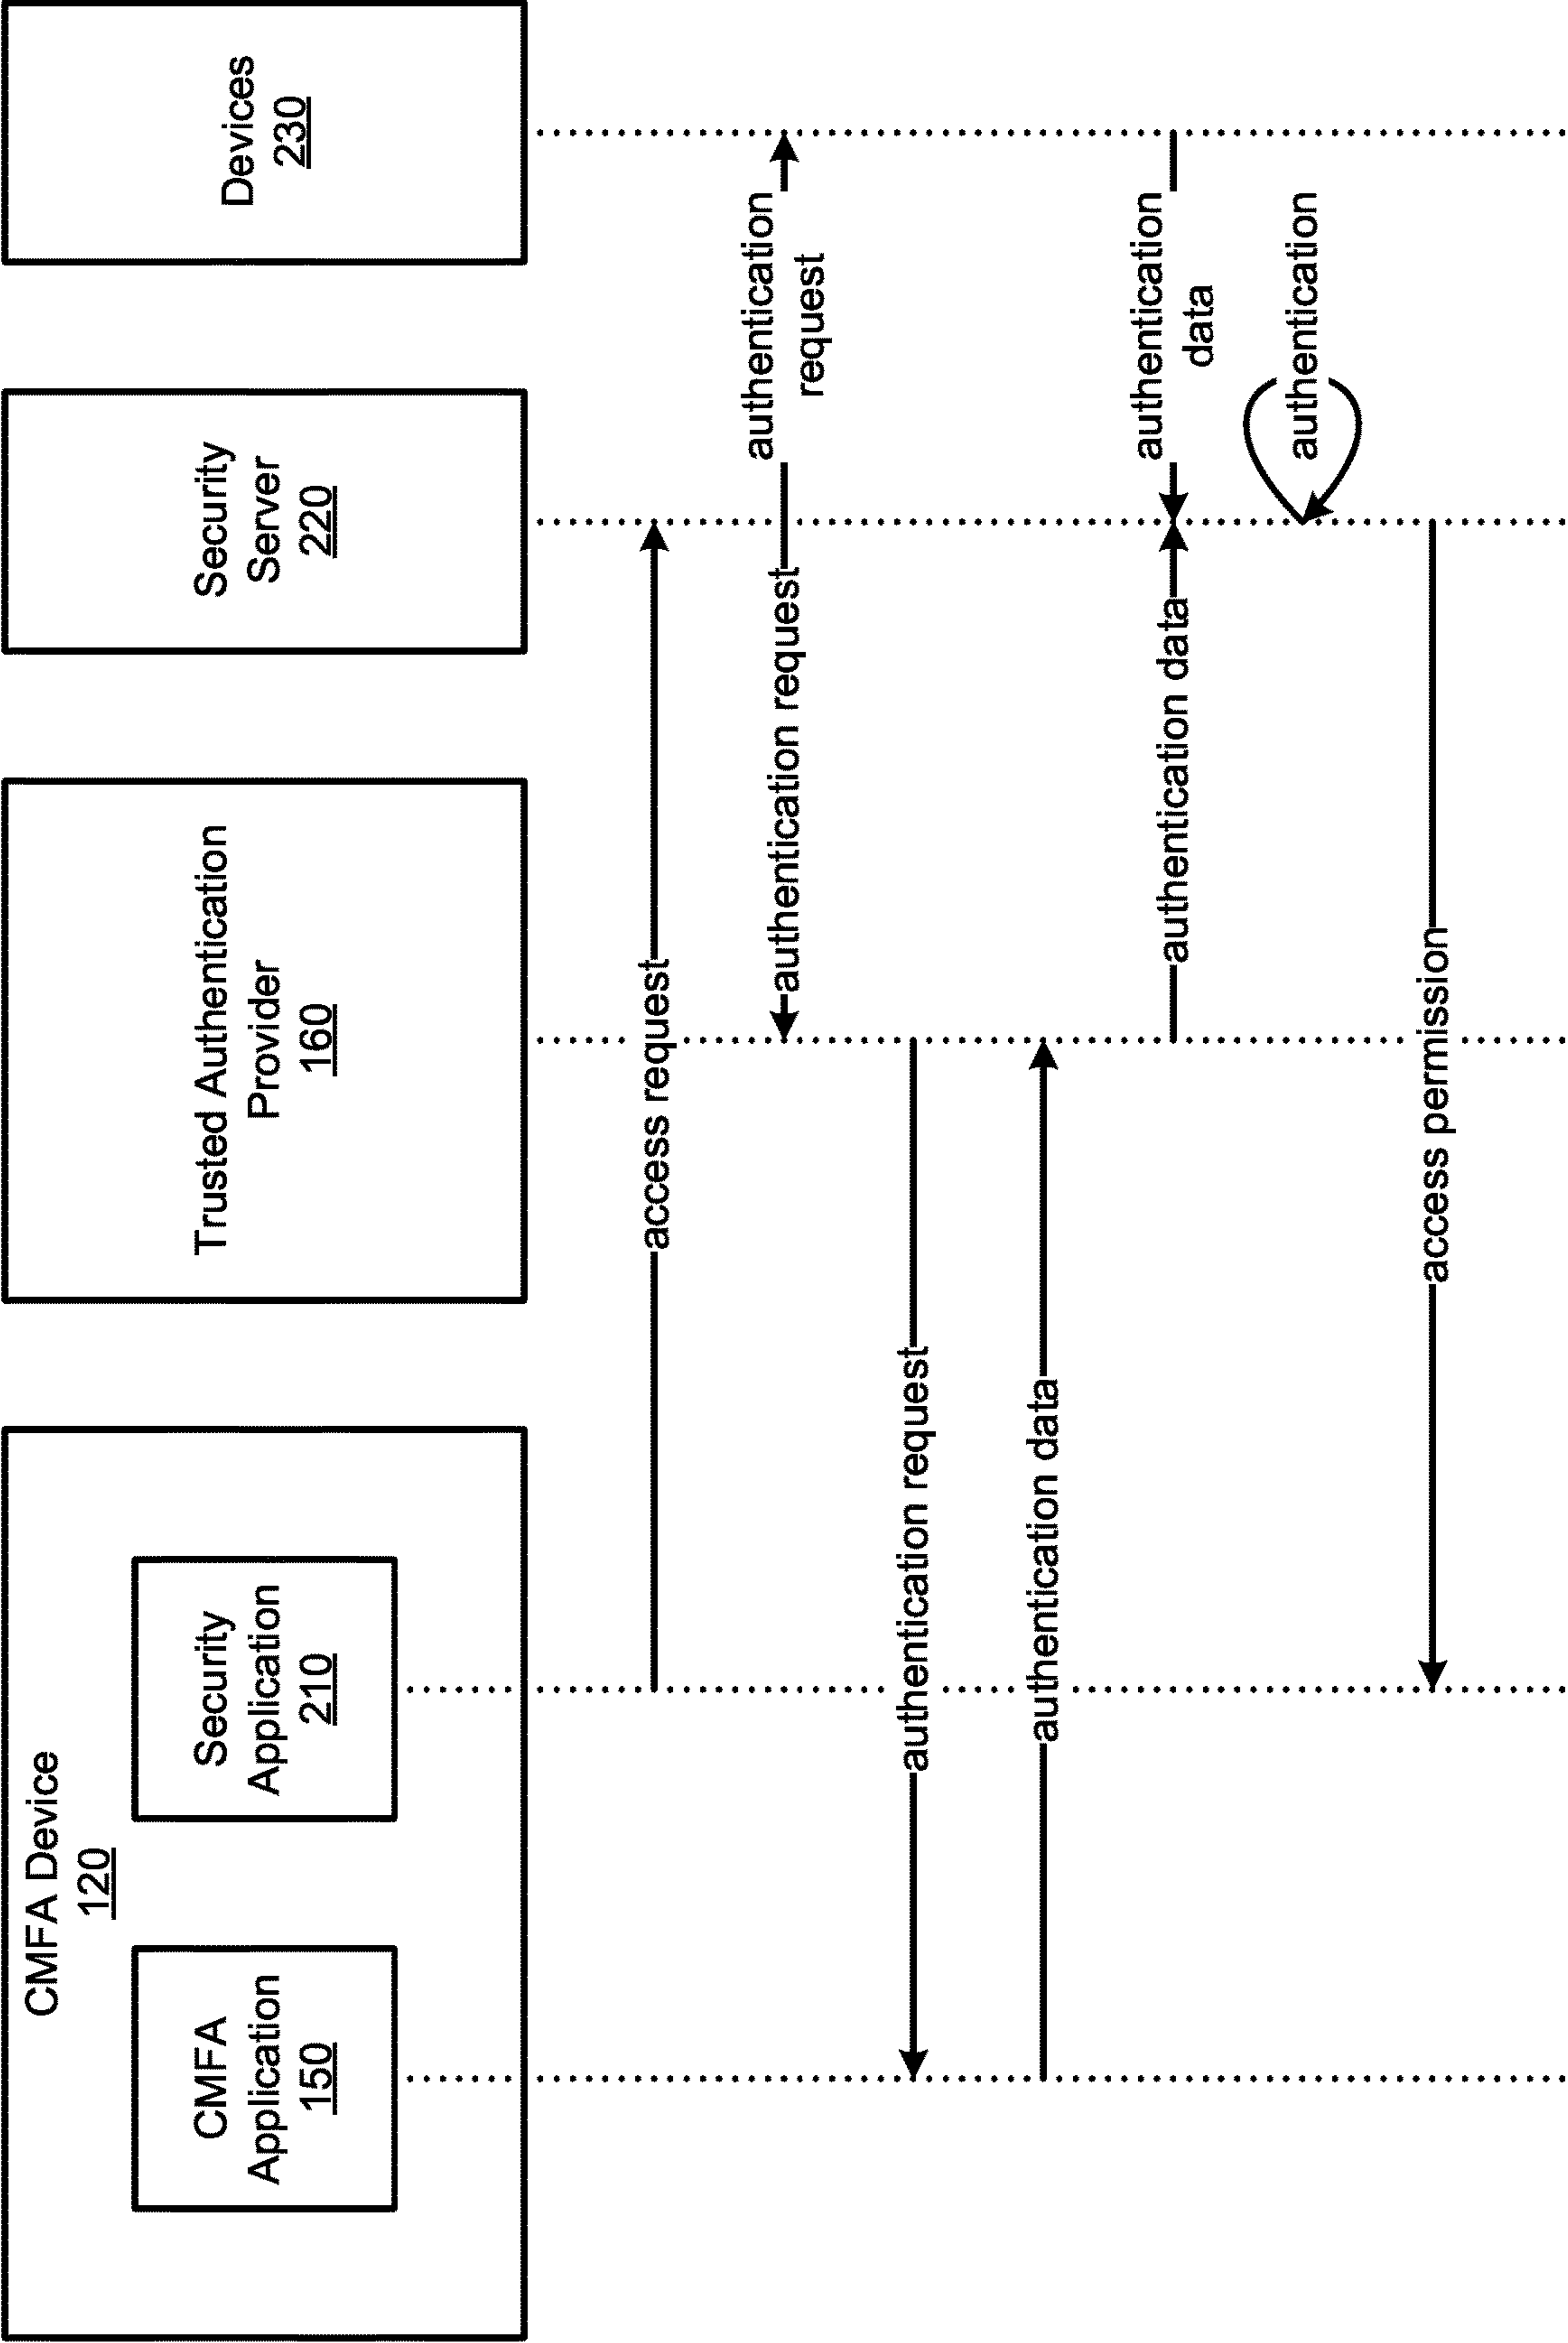 CMFA Device
120
CMFA
Application
150
Security
Application
210
Trusted Authentication
Provider
160
Security
Server
220
Devices
230
access request
authentication request
authentication
request
authentication request
authentication data
authentication data
authentication
data
authentication
access permission